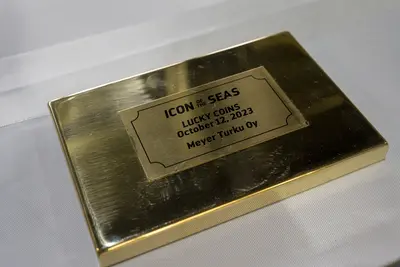 ICON OF THE SEAS
LUCKY COINS
October 12, 2023
Meyer Turku Oy